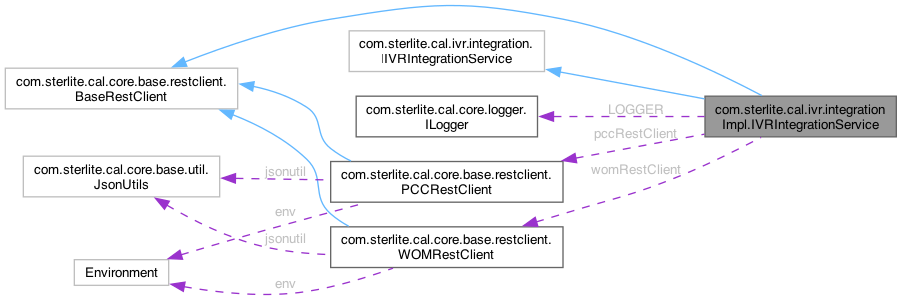 com.sterlite.cal.ivr.integration.
IIVRIntegrationService
com.sterlite.cal.core.base.restclient.
BaseRestClient
com.sterlite.cal.core.logger.
ILogger
LOGGER
com.sterlite.cal.ivr.integration
Impl.IVRIntegrationService
pccRestClient
womRestClient
com.sterlite.cal.core.base.util.
JsonUtils
jsonutil
com.sterlite.cal.core.base.restclient.
PCCRestClient
env
jsonutil
com.sterlite.cal.core.base.restclient.
WOMRestClient
Environment
env